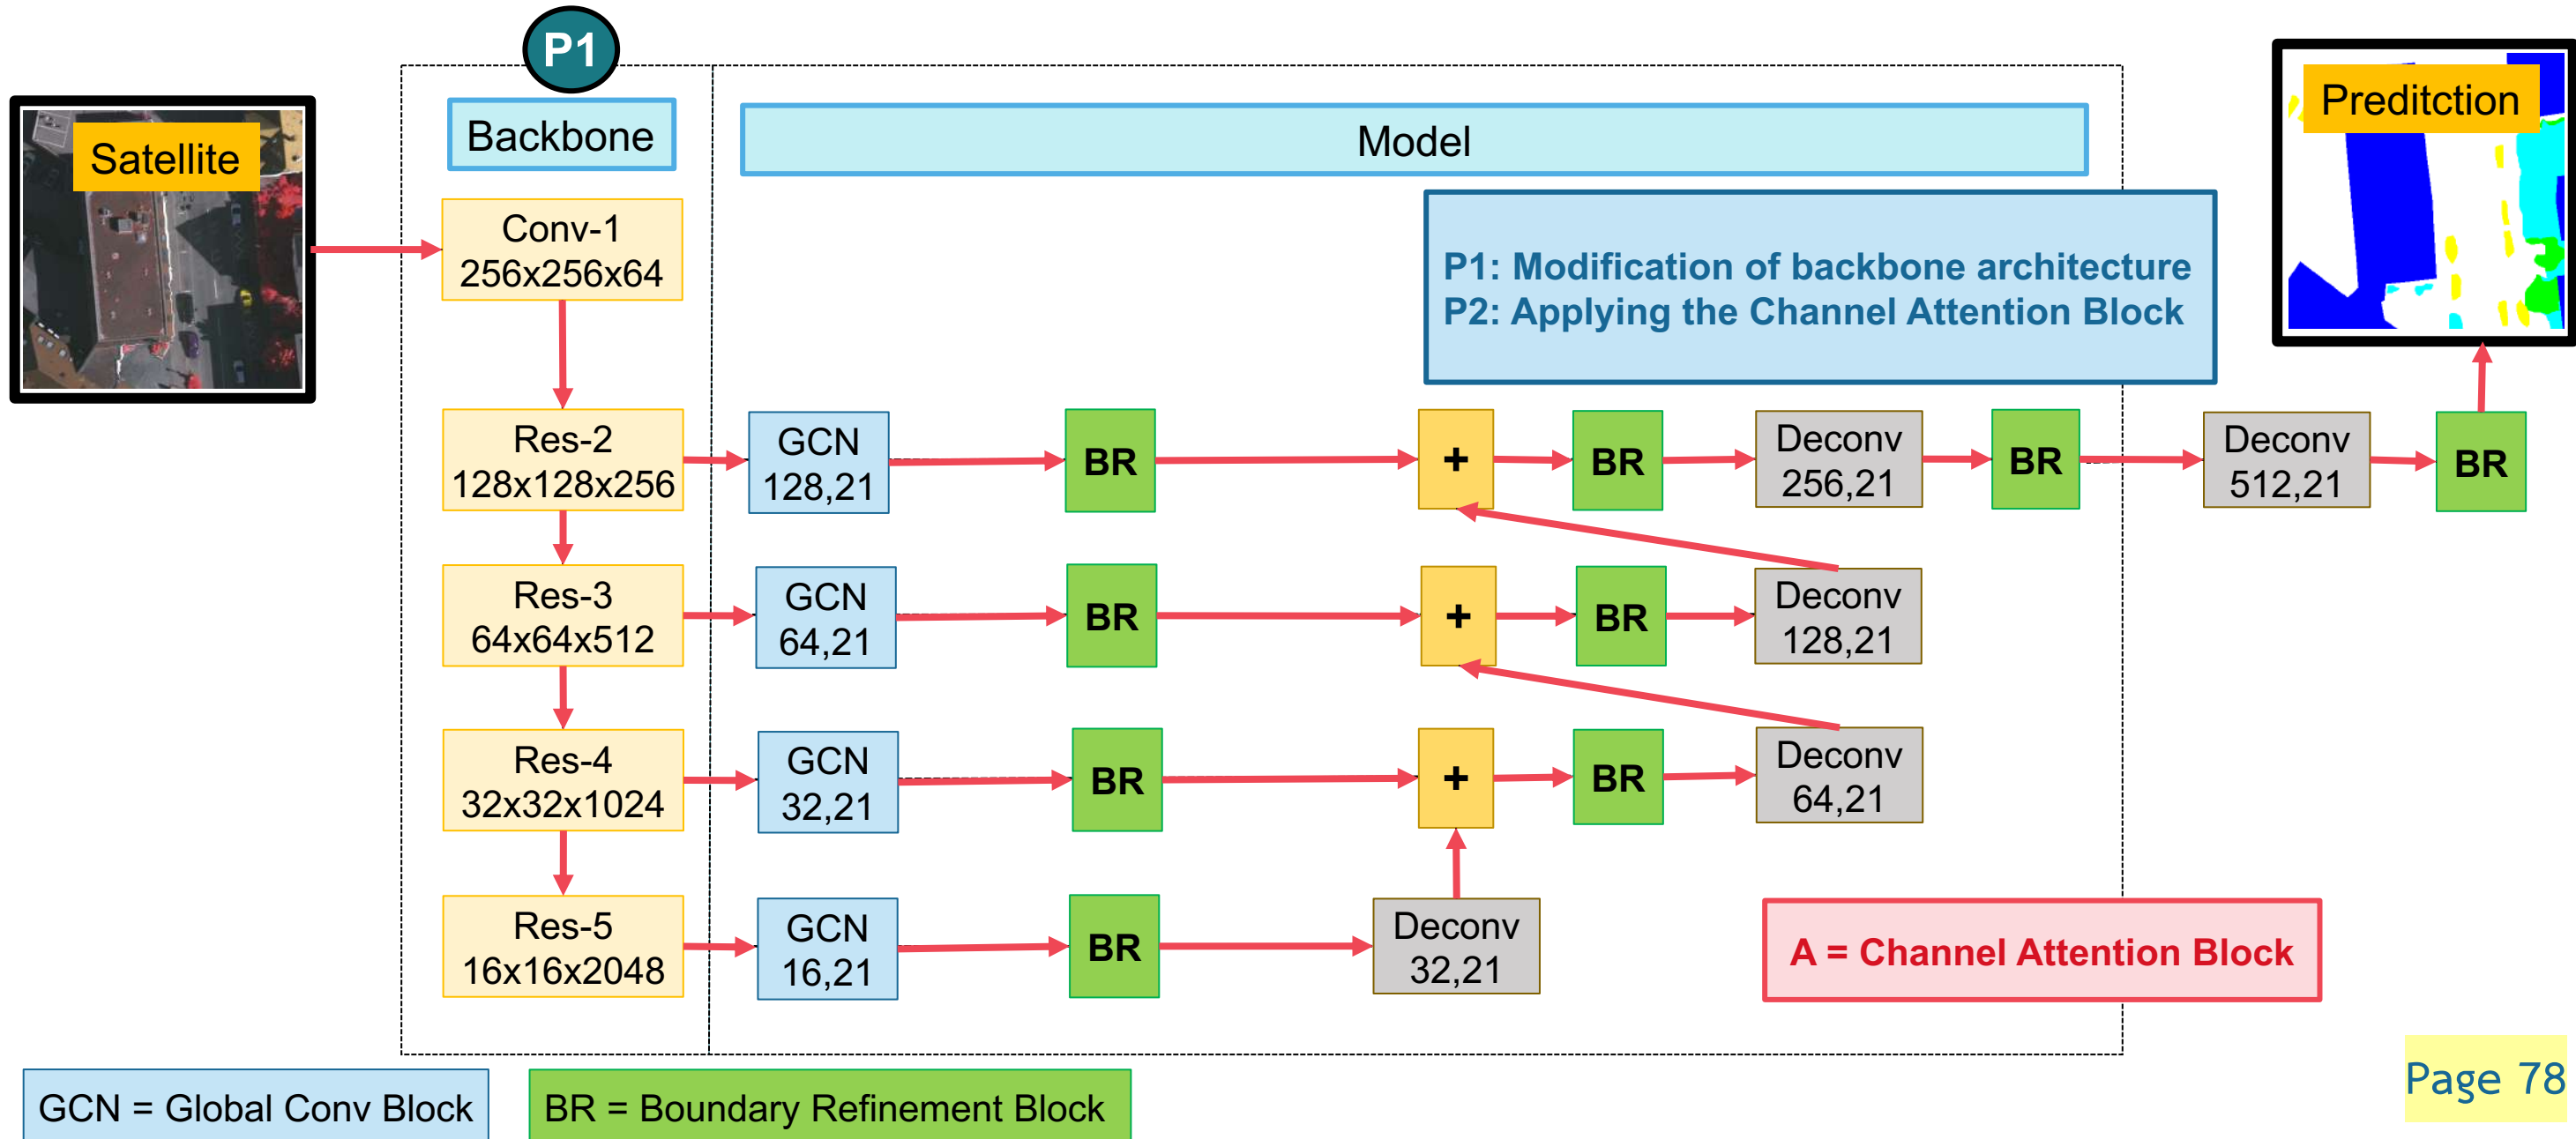 P1
Satellite
Backbone
Model
Preditction
Conv-1
256x256x64
P1: Modification of backbone architecture
P2: Applying the Channel Attention Block
Res-2
128x128x256
GCN
128,21
BR
+
BR
Deconv
256,21
BR
Deconv
512,21
BR
Res-3
64x64x512
GCN
64,21
BR
+
BR
Deconv
128,21
Res-4
32x32x1024
GCN
32,21
BR
+
BR
Deconv
64,21
Res-5
16x16x2048
GCN
16,21
BR
Deconv
32,21
A = Channel Attention Block
GCN = Global Conv Block
BR = Boundary Refinement Block
Page 78